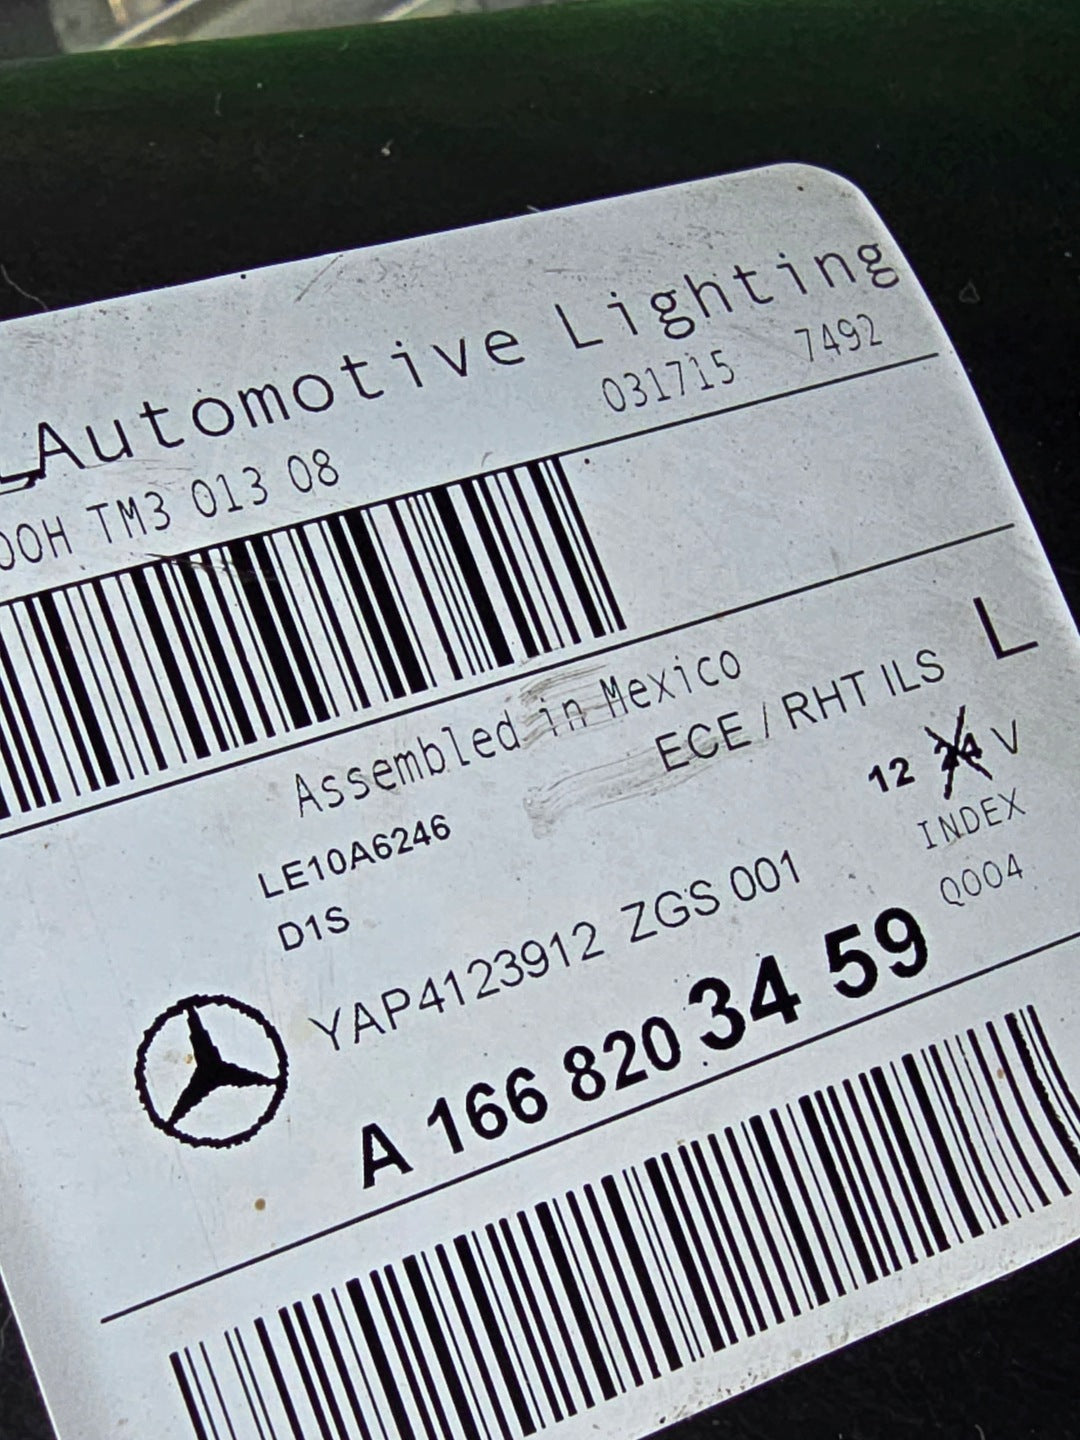 Automotive Lighting
031715 7492
00H TM3 013 08
Assembled in Mexico
L
ECE / RHT ILS
LE10A6246
12 V
D1S
INDEX
YAP4123912 ZGS 001
Q004
A 166 820 34 59